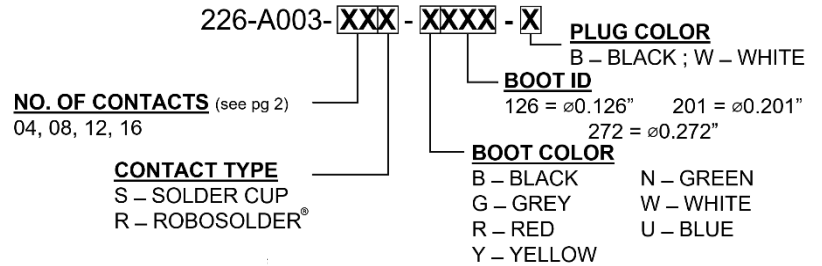 226-A003-XXX - XXXX - X
PLUG COLOR
B – BLACK ; W – WHITE
BOOT ID
126 = ⌀0.126” 201 = ⌀0.201”
272 = ⌀0.272”
NO. OF CONTACTS (see pg 2)
04, 08, 12, 16
BOOT COLOR
B – BLACK N – GREEN
G – GREY W – WHITE
R – RED U – BLUE
Y – YELLOW
CONTACT TYPE
S – SOLDER CUP
R – ROBOSOLDER®